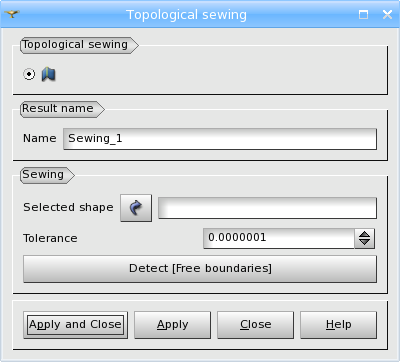 Topological sewing
Topological sewing
Result name
Name Sewing_1
Sewing
Selected shape
Tolerance 0.0000001
Detect [Free boundaries]
Apply and Close Apply Close Help